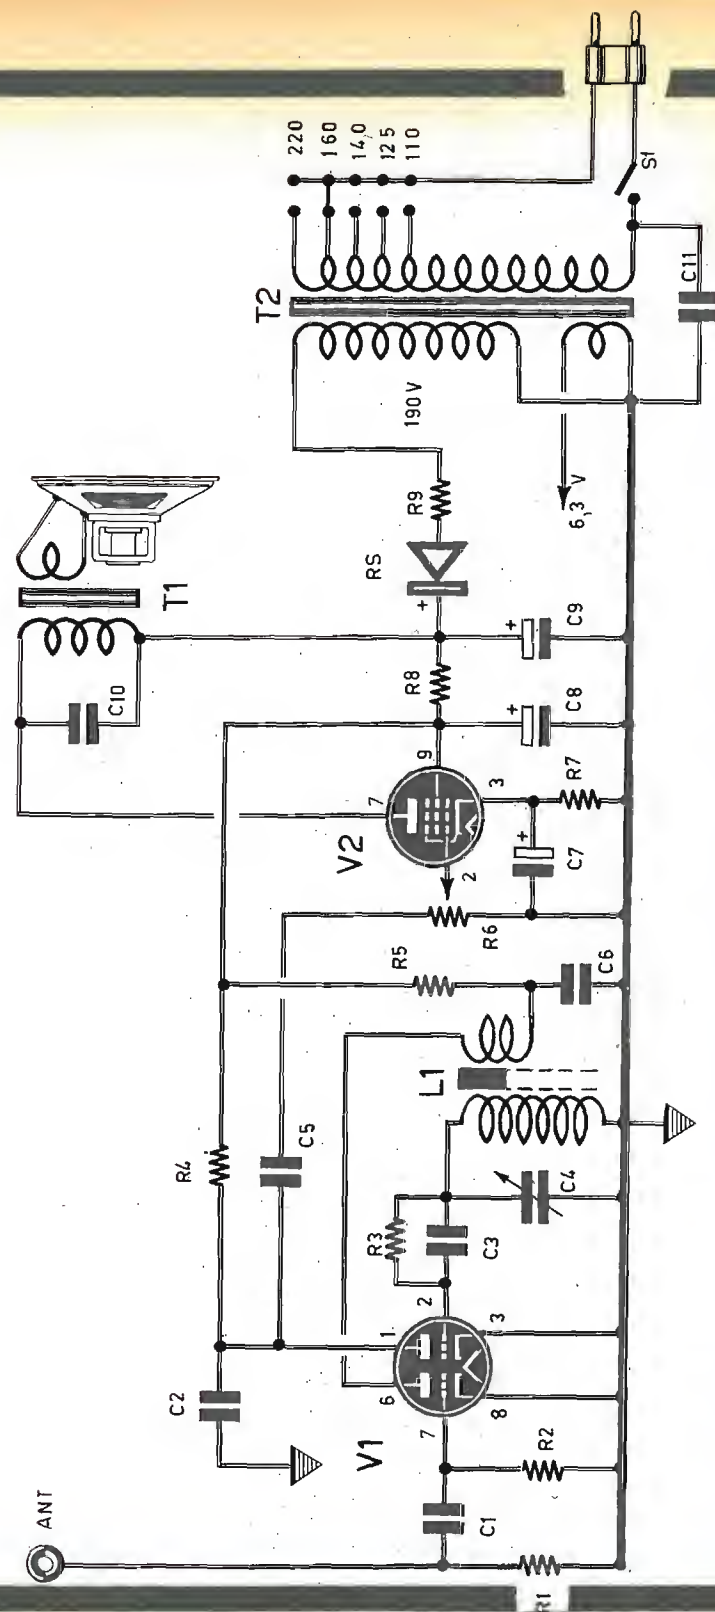 ANT
R1
C1
R2
C2
V1
6
1
7
2
8
3
R3
C3
R4
C5
C4
L1
R5
C6
R6
V2
7
9
2
3
C7
R7
C8
R8
C9
C10
T1
RS
+
+
+
+
R9
190 V
6,3 V
T2
220
160
140
125
110
S1
C11